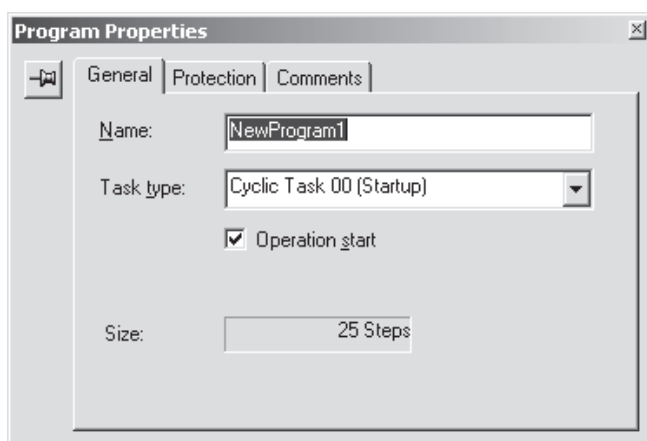 Program Properties
General Protection Comments
Name: NewProgram1
Task type: Cyclic Task 00 (Startup)
Operation start
Size: 25 Steps